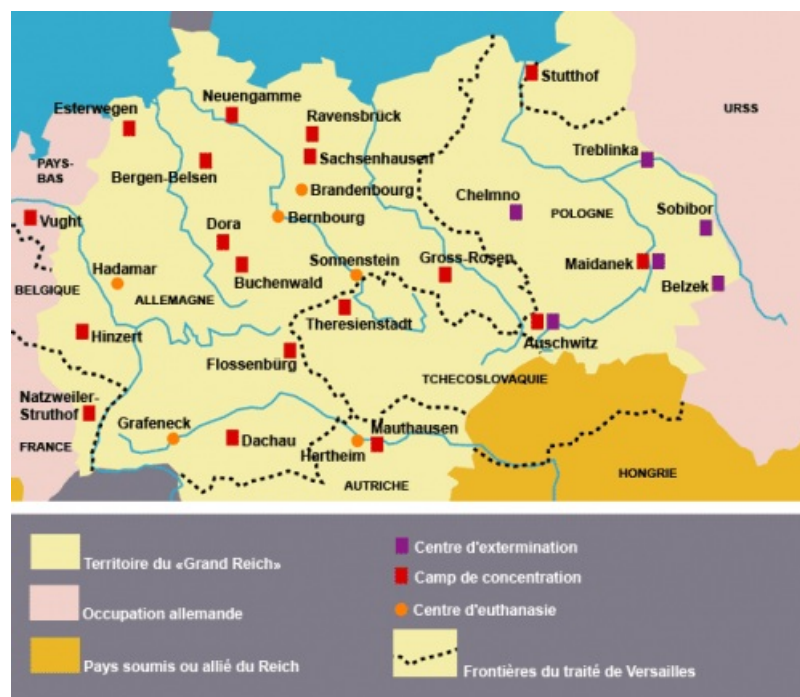 Stutthof
Neuengamme
Esterwegen
Ravensbrück
URSS
Sachsenhausen
Treblinka
PAYS-
BAS
Bergen-Belsen
Brandenbourg
Chelmno
Sobibor
POLOGNE
Bernbourg
Vught
Dora
Sonnenstein
Gross-Rosen
Maidanek
Hadamar
Buchenwald
Belzek
BELGIQUE
ALLEMAGNE
Theresienstadt
Hinzert
Auschwitz
Flossenbürg
TCHECOSLOVAQUIE
Natzweiler-
Struthof
Grafeneck
Mauthausen
Dachau
FRANCE
Hartheim
HONGRIE
AUTRICHE
Territoire du «Grand Reich»
Occupation allemande
Pays soumis ou allié du Reich
Centre d'extermination
Camp de concentration
Centre d'euthanasie
Frontières du traité de Versailles